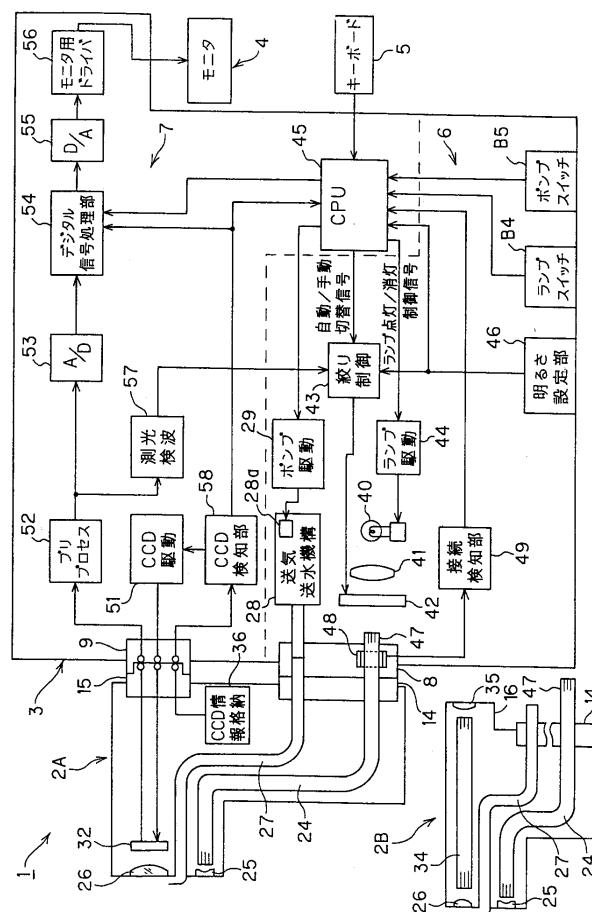 1
2A
3
26
32
25
24
27
15
9
36
CCD情
報格納
14
8
28
送気
送水機構
28a
29
ポンプ
駆動
51
CCD
駆動
52
プリ
プロセス
58
CCD
検知部
57
測光
検波
53
A/D
54
デジタル
信号処理部
55
D/A
56
モニタ用
ドライバ
7
モニタ
4
45
CPU
キーボード
5
6
自動/手動
切替信号
ランプ点灯/消灯
制御信号
43
絞り
制御
44
ランプ
駆動
40
41
42
47
48
49
接続
検知部
46
明るさ
設定部
B4
ランプ
スイッチ
B5
ポンプ
スイッチ
2B
26
34
35
16
47
25
27
24
14